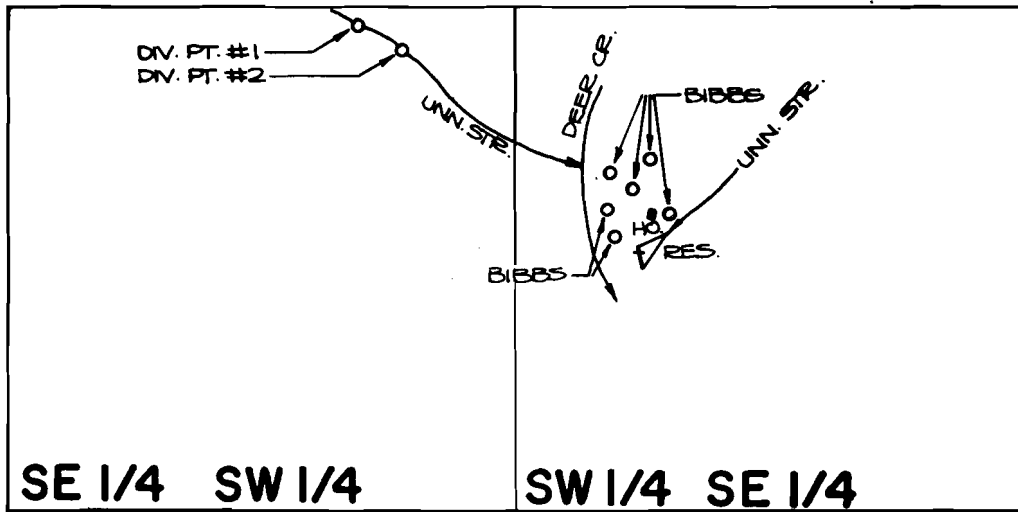 DIV. PT. #1
DIV. PT. #2
UNN. STR.
DEER CR.
BIBBS
UNN. STR.
HO.
RES.
BIBBS
SE 1/4 SW 1/4
SW 1/4 SE 1/4